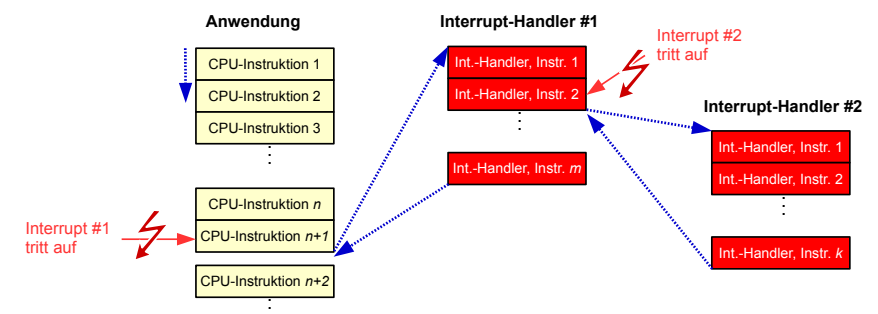 Anwendung
CPU-Instruktion 1
CPU-Instruktion 2
CPU-Instruktion 3
⋮
CPU-Instruktion n
CPU-Instruktion n+1
CPU-Instruktion n+2
⋮
Interrupt #1
tritt auf
Interrupt-Handler #1
Int.-Handler, Instr. 1
Int.-Handler, Instr. 2
⋮
Int.-Handler, Instr. m
Interrupt #2
tritt auf
Interrupt-Handler #2
Int.-Handler, Instr. 1
Int.-Handler, Instr. 2
⋮
Int.-Handler, Instr. k